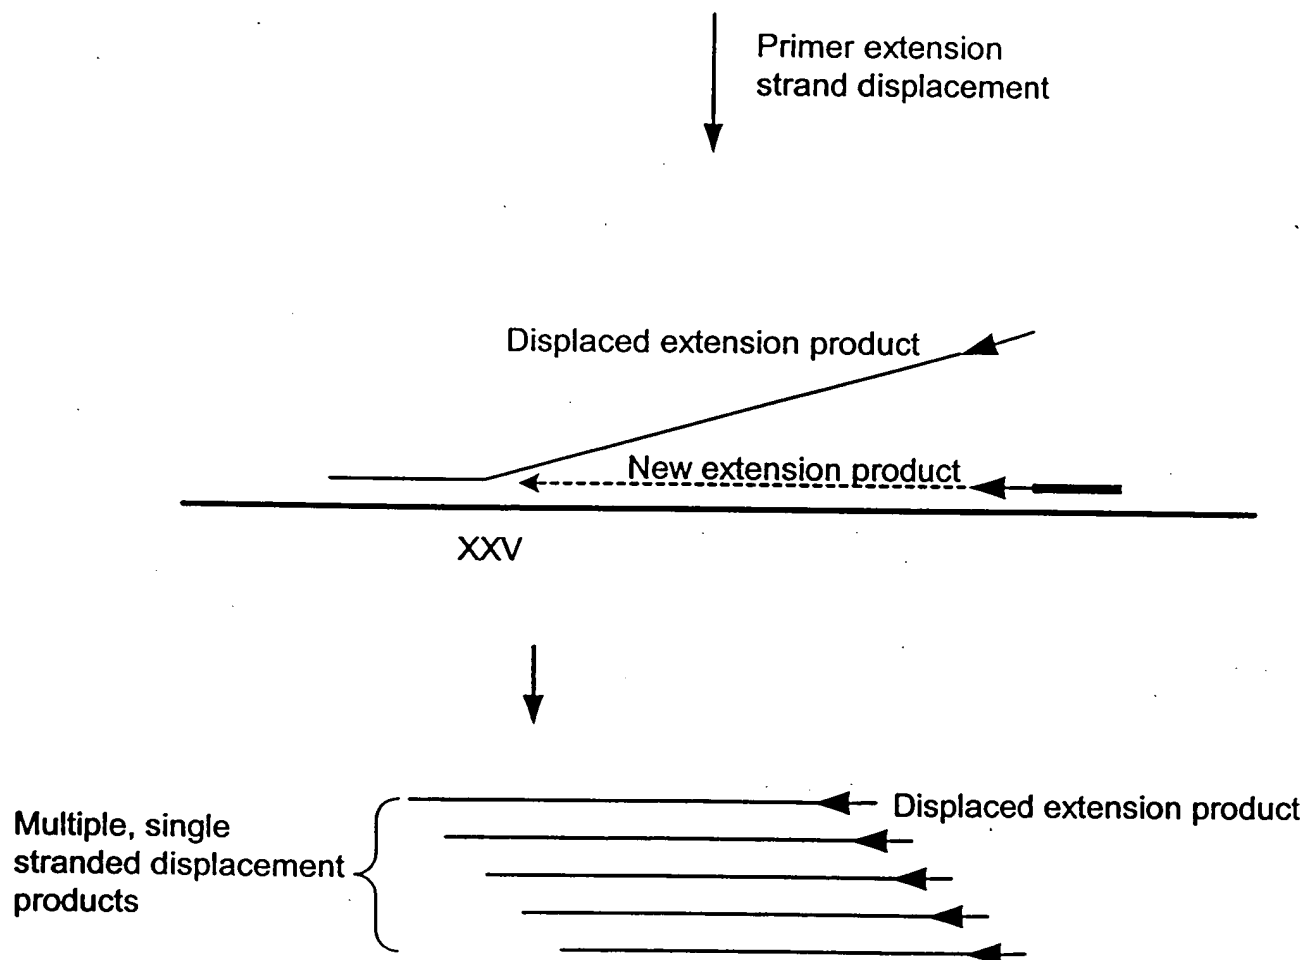 Primer extension
strand displacement
Displaced extension product
New extension product
XXV
Displaced extension product
Multiple, single
stranded displacement
products